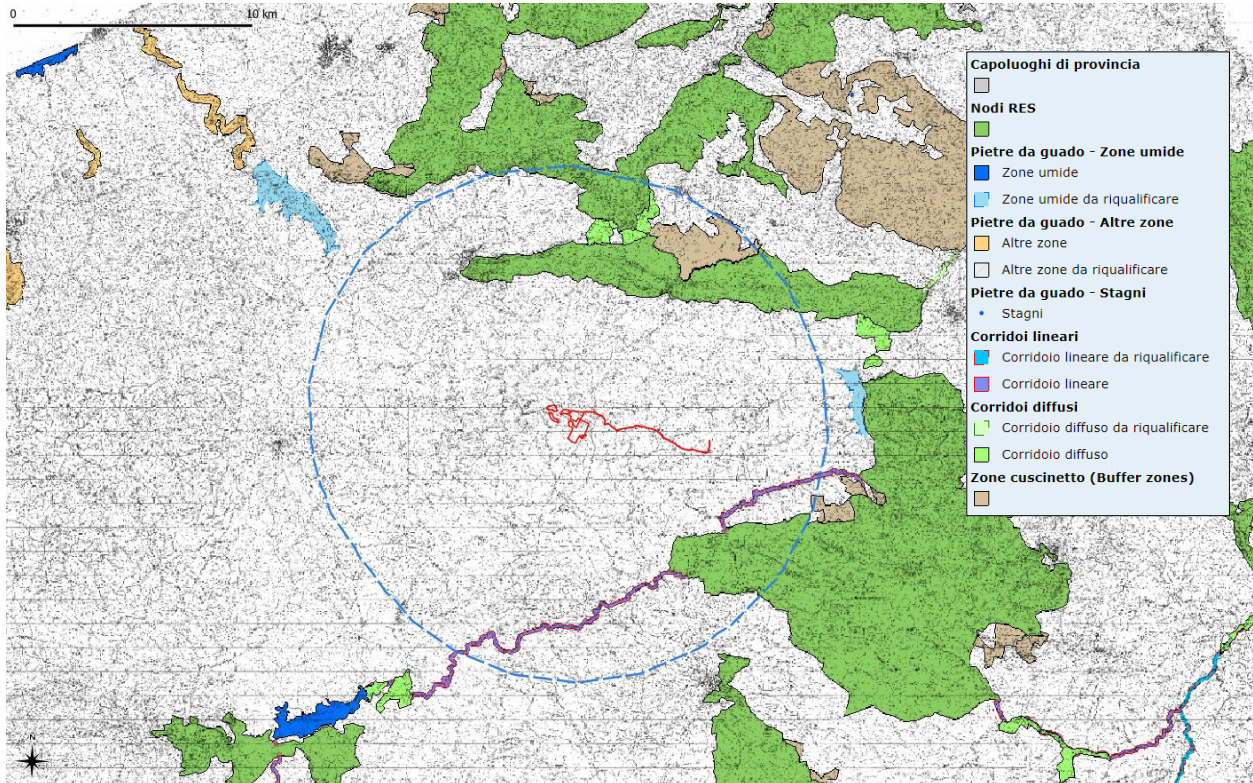 0
10 km
Capoluoghi di provincia
Nodi RES
Pietre da guado - Zone umide
Zone umide
Zone umide da riqualificare
Pietre da guado - Altre zone
Altre zone
Altre zone da riqualificare
Pietre da guado - Stagni
Stagni
Corridoi lineari
Corridoio lineare da riqualificare
Corridoio lineare
Corridoi diffusi
Corridoio diffuso da riqualificare
Corridoio diffuso
Zone cuscinetto (Buffer zones)
N